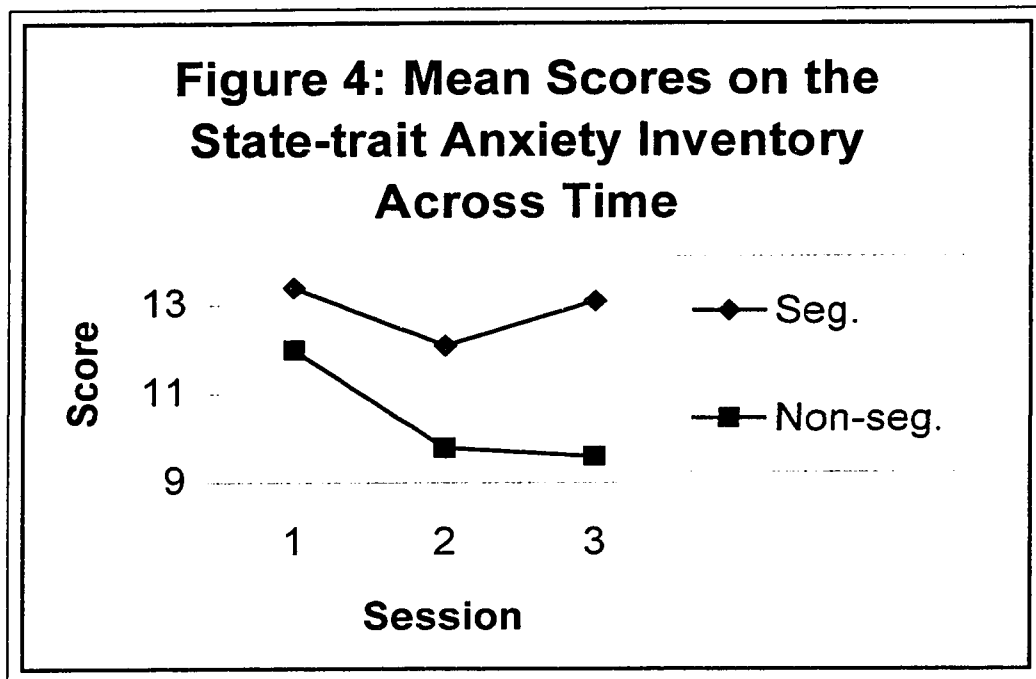 Figure 4: Mean Scores on the
State-trait Anxiety Inventory
Across Time
13
11
9
Score
1 2 3
Session
Seg.
Non-seg.